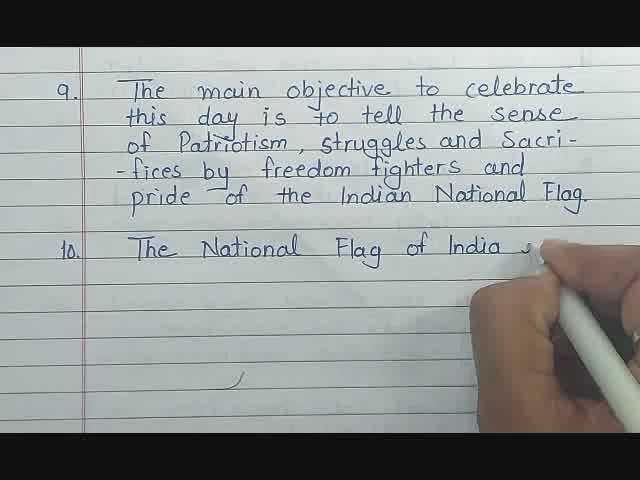 9. The main objective to celebrate
this day is to tell the sense
of Patriotism, struggles and Sacri-
-fices by freedom fighters and
pride of the Indian National Flag.
10. The National Flag of India